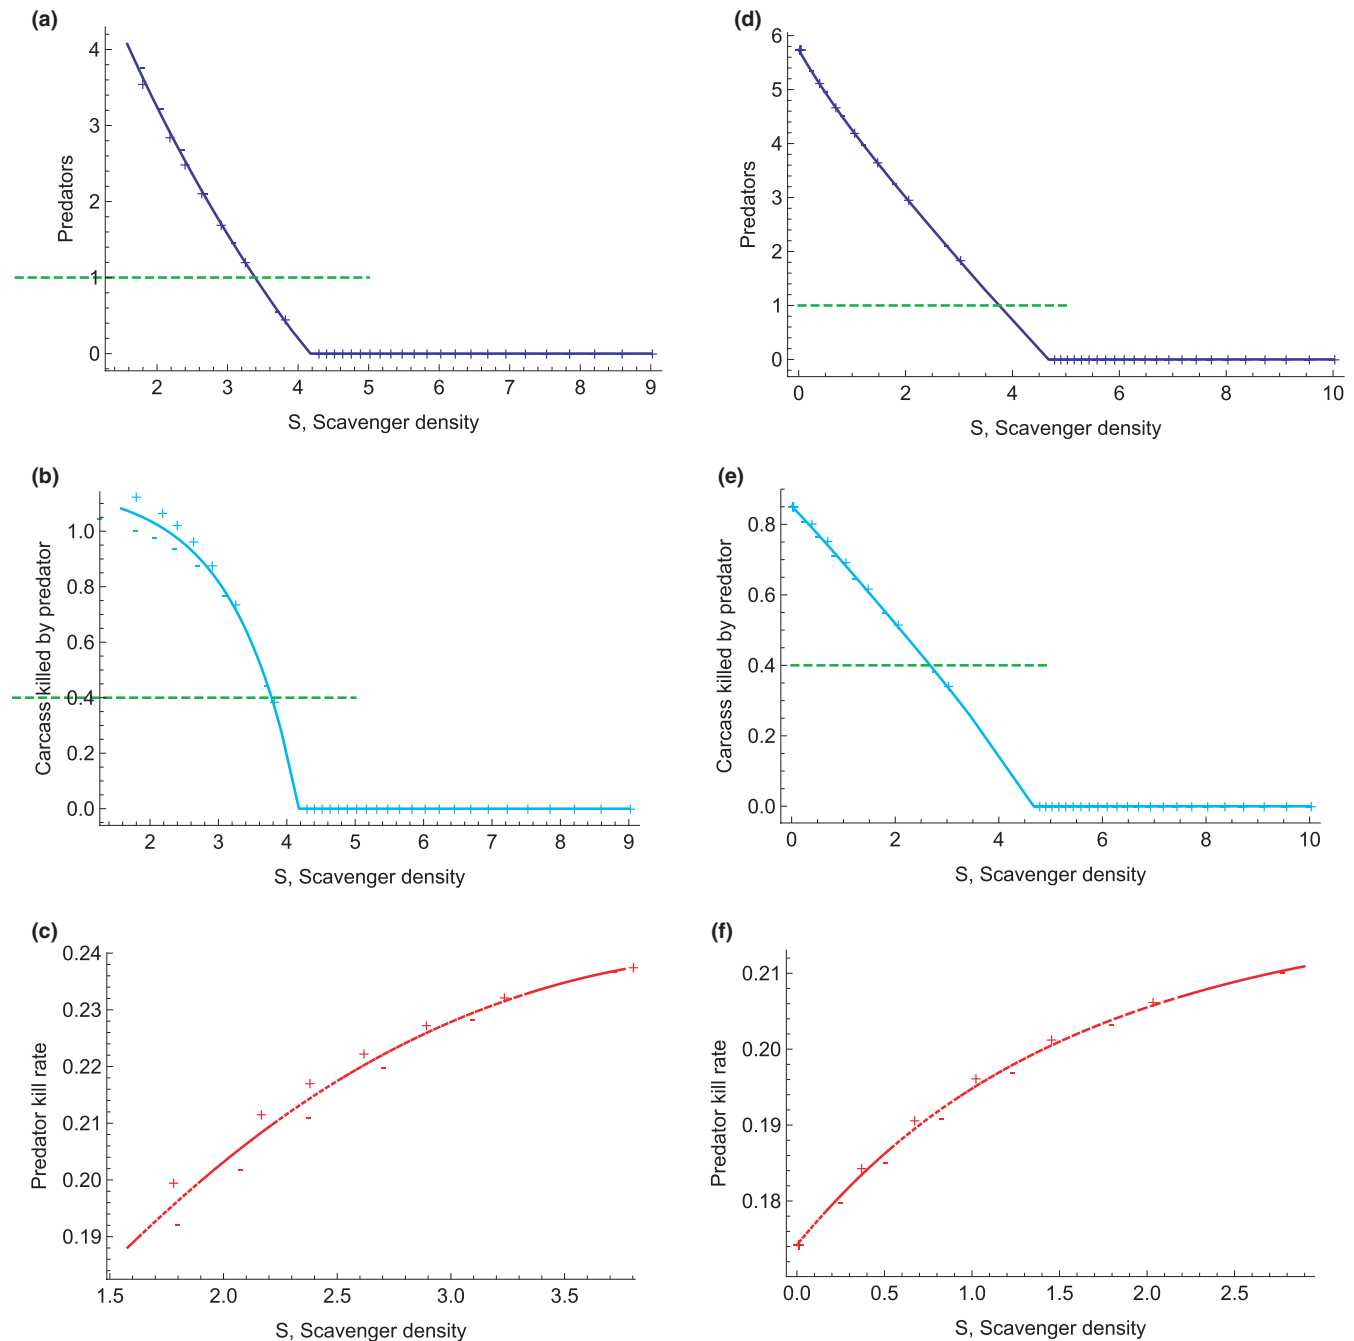 (a)
4
3
2
1
0
Predators
2 3 4 5 6 7 8 9
S, Scavenger density
(d)
6
5
4
3
2
1
0
Predators
0 2 4 6 8 10
S, Scavenger density
(b)
1.0
0.8
0.6
0.4
0.2
0.0
Carcass killed by predator
2 3 4 5 6 7 8 9
S, Scavenger density
(e)
0.8
0.6
0.4
0.2
0.0
Carcass killed by predator
0 2 4 6 8 10
S, Scavenger density
(c)
0.24
0.23
0.22
0.21
0.20
0.19
Predator kill rate
1.5 2.0 2.5 3.0 3.5
S, Scavenger density
(f)
0.21
0.20
0.19
0.18
Predator kill rate
0.0 0.5 1.0 1.5 2.0 2.5
S, Scavenger density